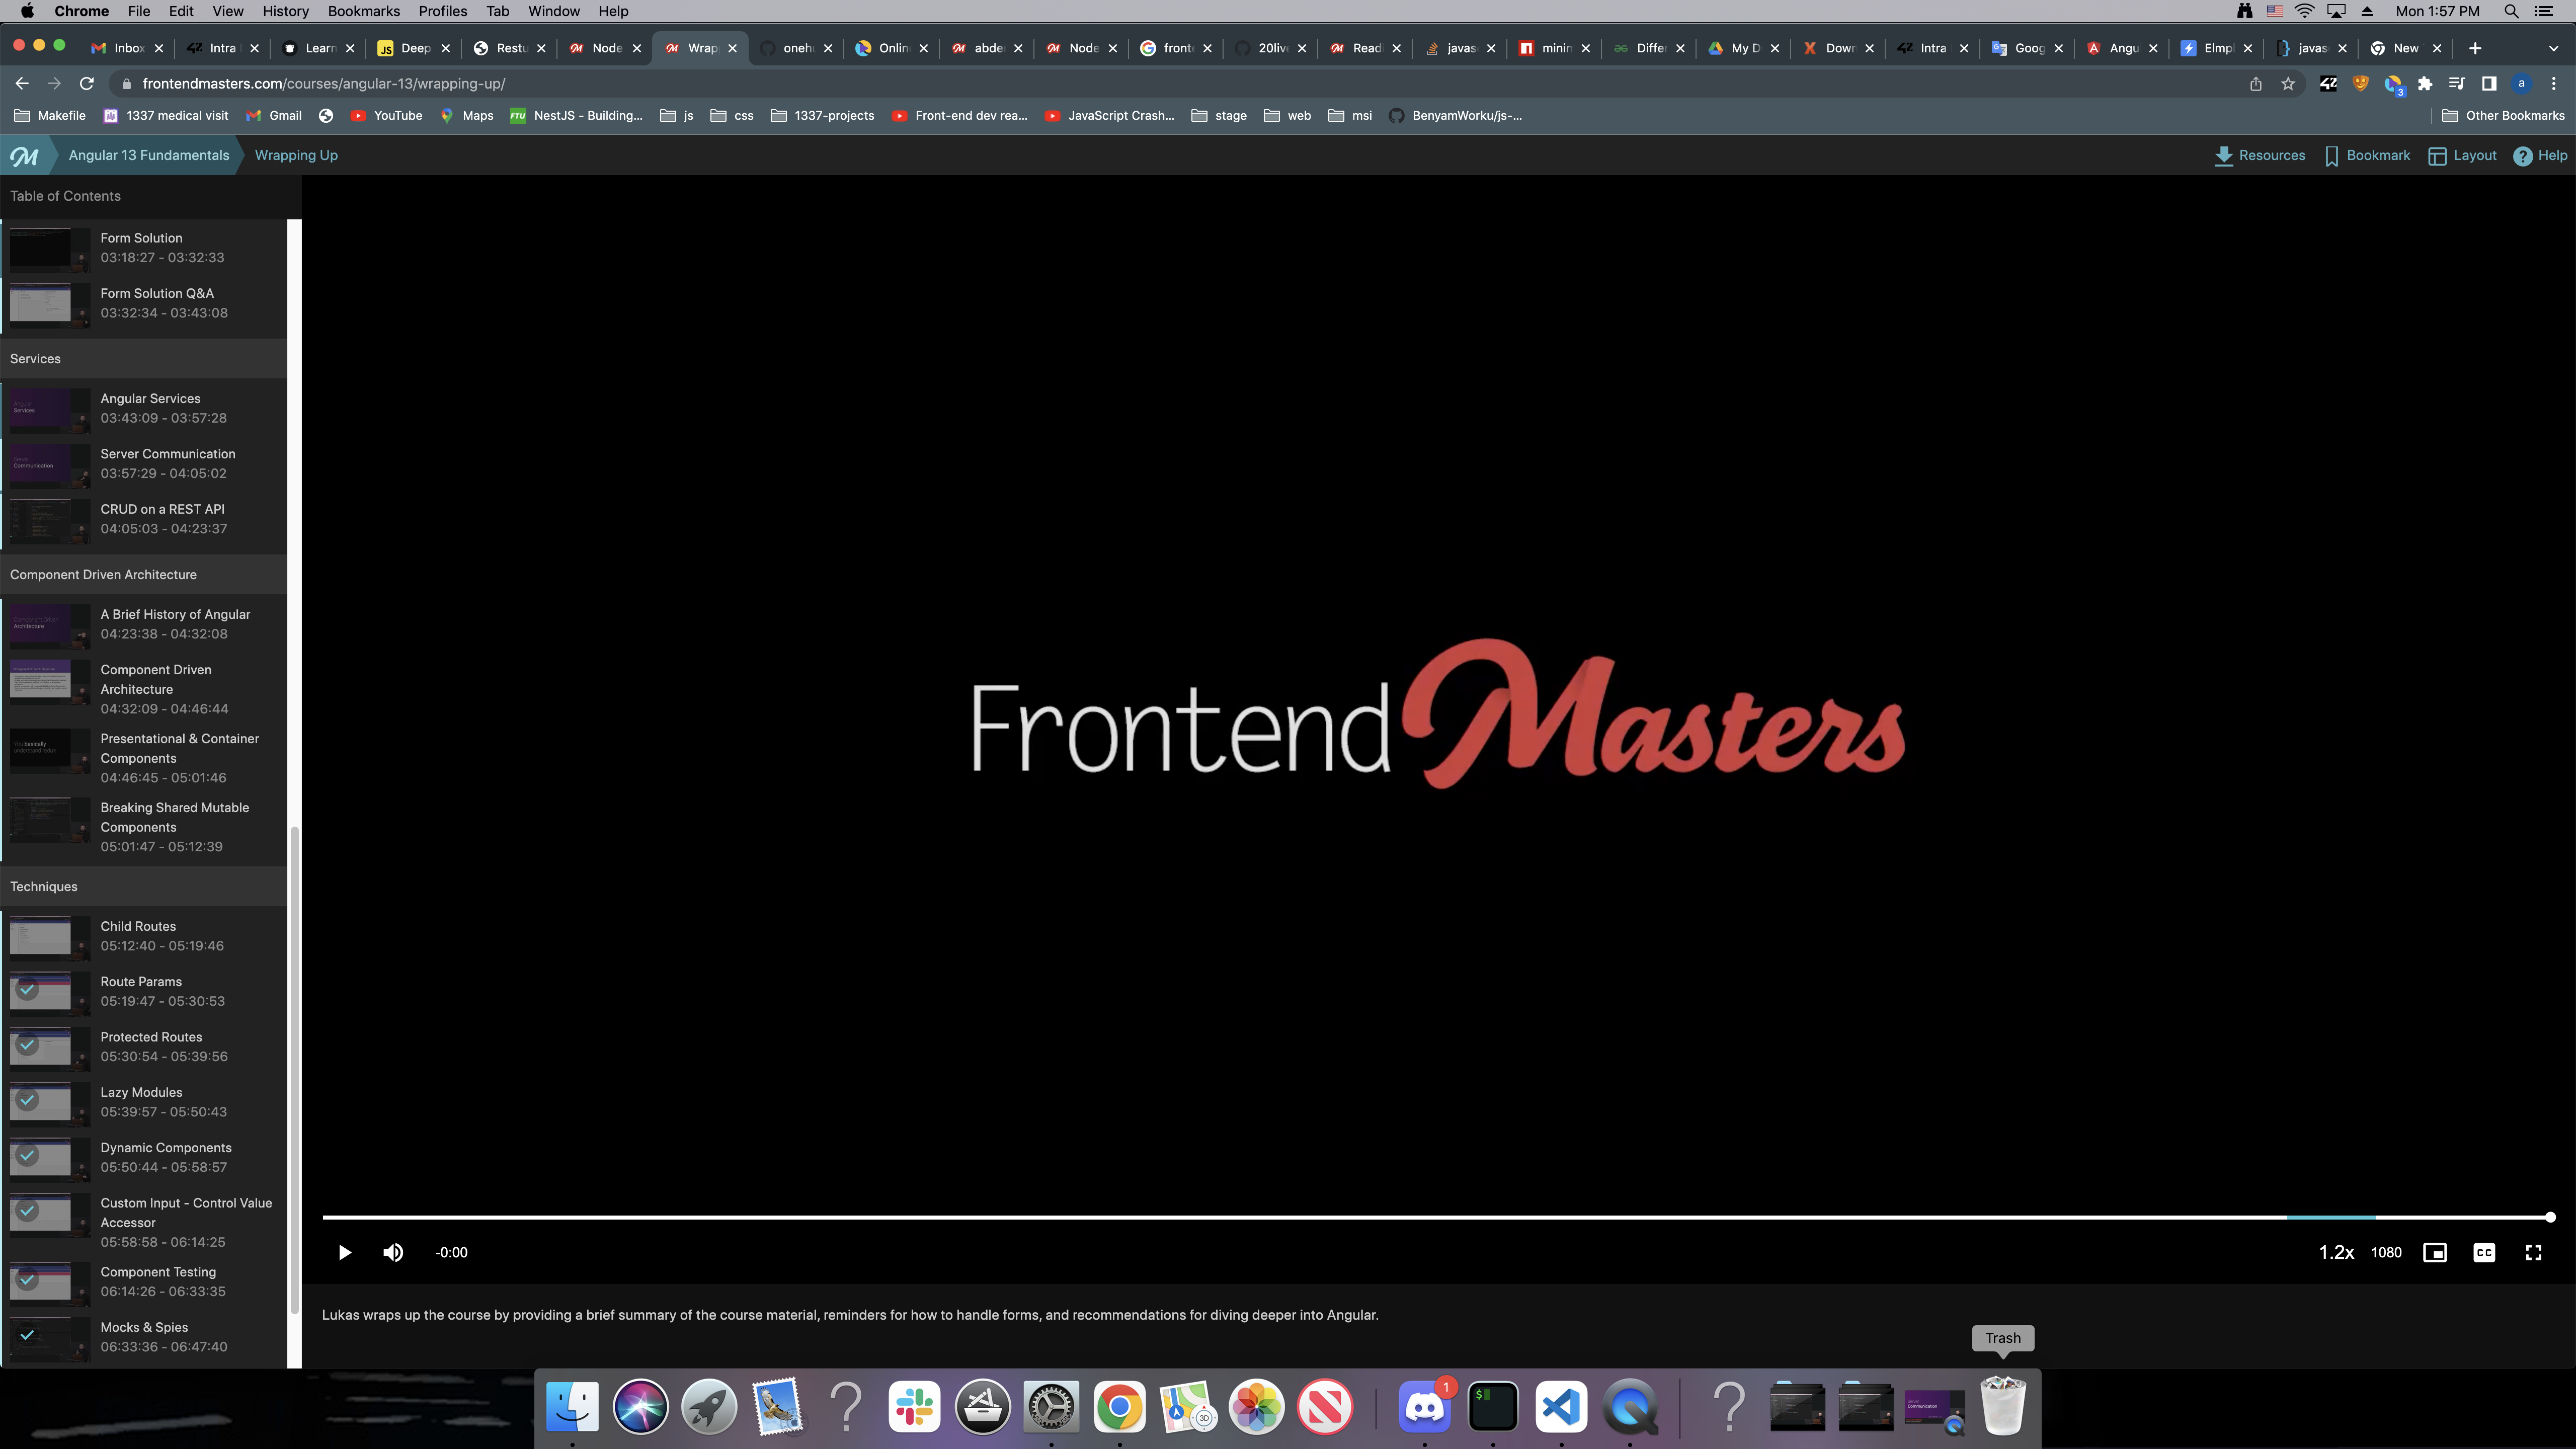 Chrome File Edit View History Bookmarks Profiles Tab Window Help Mon 1:57 PM
Inbox Intra Learn JS Deep Restu Node Wrap oneh Onlin abde Node fronte 20live Read javas minin Differ My D Down Intra Goog Angu Elmpl javas New
frontendmasters.com/courses/angular-13/wrapping-up/ 3 a
Makefile 1337 medical visit Gmail YouTube Maps FTU NestJS - Building... js css 1337-projects Front-end dev rea... JavaScript Crash... stage web msi BenyamWorku/js-... Other Bookmarks
Angular 13 Fundamentals Wrapping Up Resources Bookmark Layout Help
Table of Contents
Form Solution
03:18:27 - 03:32:33
Form Solution Q&A
03:32:34 - 03:43:08
Services
Angular Services
03:43:09 - 03:57:28
Server Communication
03:57:29 - 04:05:02
CRUD on a REST API
04:05:03 - 04:23:37
Component Driven Architecture
A Brief History of Angular
04:23:38 - 04:32:08
Component Driven
Architecture
04:32:09 - 04:46:44
Presentational & Container
Components
04:46:45 - 05:01:46
Breaking Shared Mutable
Components
05:01:47 - 05:12:39
Techniques
Child Routes
05:12:40 - 05:19:46
Route Params
05:19:47 - 05:30:53
Protected Routes
05:30:54 - 05:39:56
Lazy Modules
05:39:57 - 05:50:43
Dynamic Components
05:50:44 - 05:58:57
Custom Input - Control Value
Accessor
05:58:58 - 06:14:25
Component Testing
06:14:26 - 06:33:35
Mocks & Spies
06:33:36 - 06:47:40
Frontend Masters
-0:00 1.2x 1080 CC
Lukas wraps up the course by providing a brief summary of the course material, reminders for how to handle forms, and recommendations for diving deeper into Angular.
Trash
1
3D